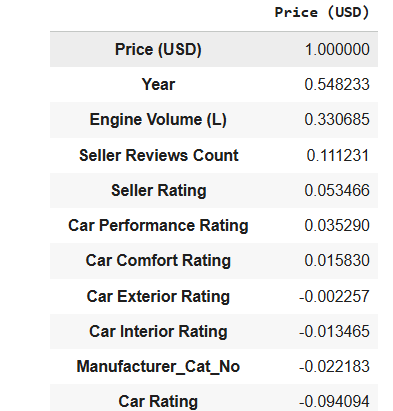 Price (USD)
Price (USD) 1.000000
Year 0.548233
Engine Volume (L) 0.330685
Seller Reviews Count 0.111231
Seller Rating 0.053466
Car Performance Rating 0.035290
Car Comfort Rating 0.015830
Car Exterior Rating -0.002257
Car Interior Rating -0.013465
Manufacturer_Cat_No -0.022183
Car Rating -0.094094